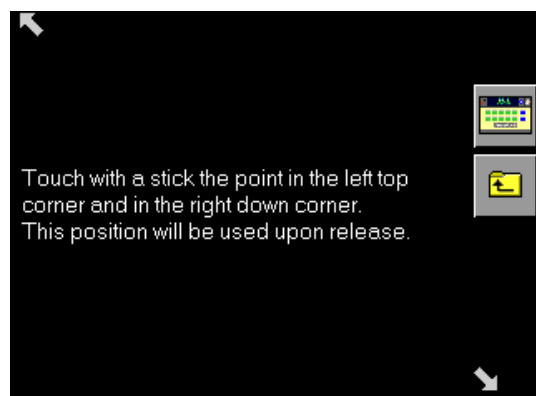 Touch with a stick the point in the left top
corner and in the right down corner.
This position will be used upon release.